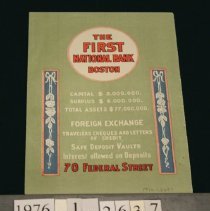 THE
FIRST
NATIONAL BANK
BOSTON
CAPITAL $ 5.000.000.
SURPLUS $ 6.000.000.
TOTAL ASSETS $ 77.000.000
FOREIGN EXCHANGE
TRAVELERS CHEQUES AND LETTERS
OF CREDIT.
SAFE DEPOSIT VAULTS
Interest allowed on Deposits
70 FEDERAL STREET
1976 1 2637